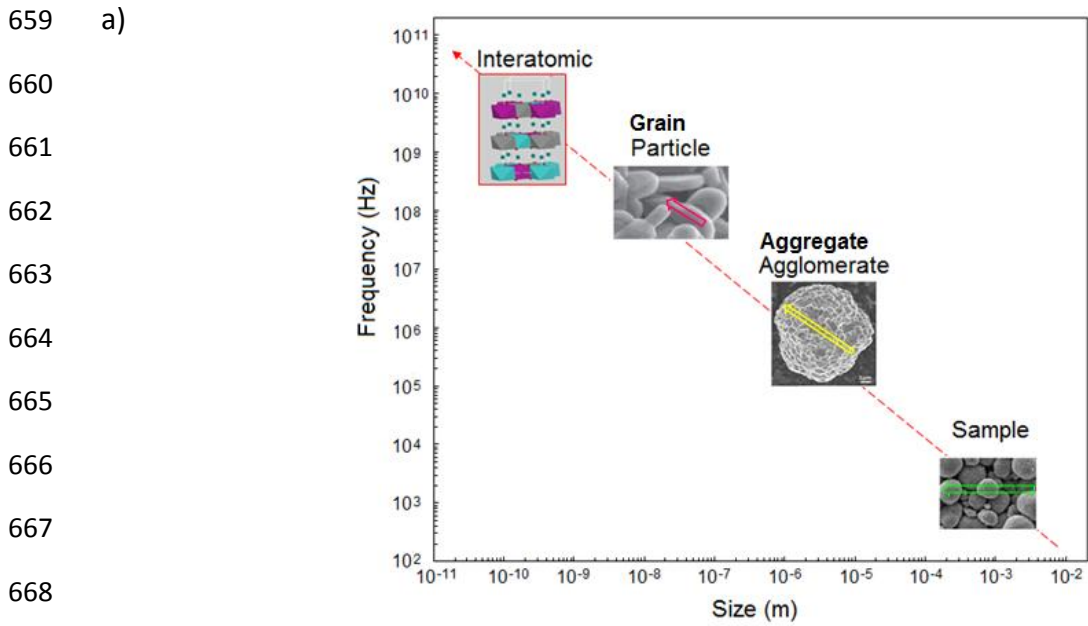 659 a)
660
661
662
663
664
665
666
667
668
Frequency (Hz)
10¹¹
10¹⁰
10⁹
10⁸
10⁷
10⁶
10⁵
10⁴
10³
10²
Interatomic
Grain
Particle
Aggregate
Agglomerate
Sample
10⁻¹¹ 10⁻¹⁰ 10⁻⁹ 10⁻⁸ 10⁻⁷ 10⁻⁶ 10⁻⁵ 10⁻⁴ 10⁻³ 10⁻²
Size (m)